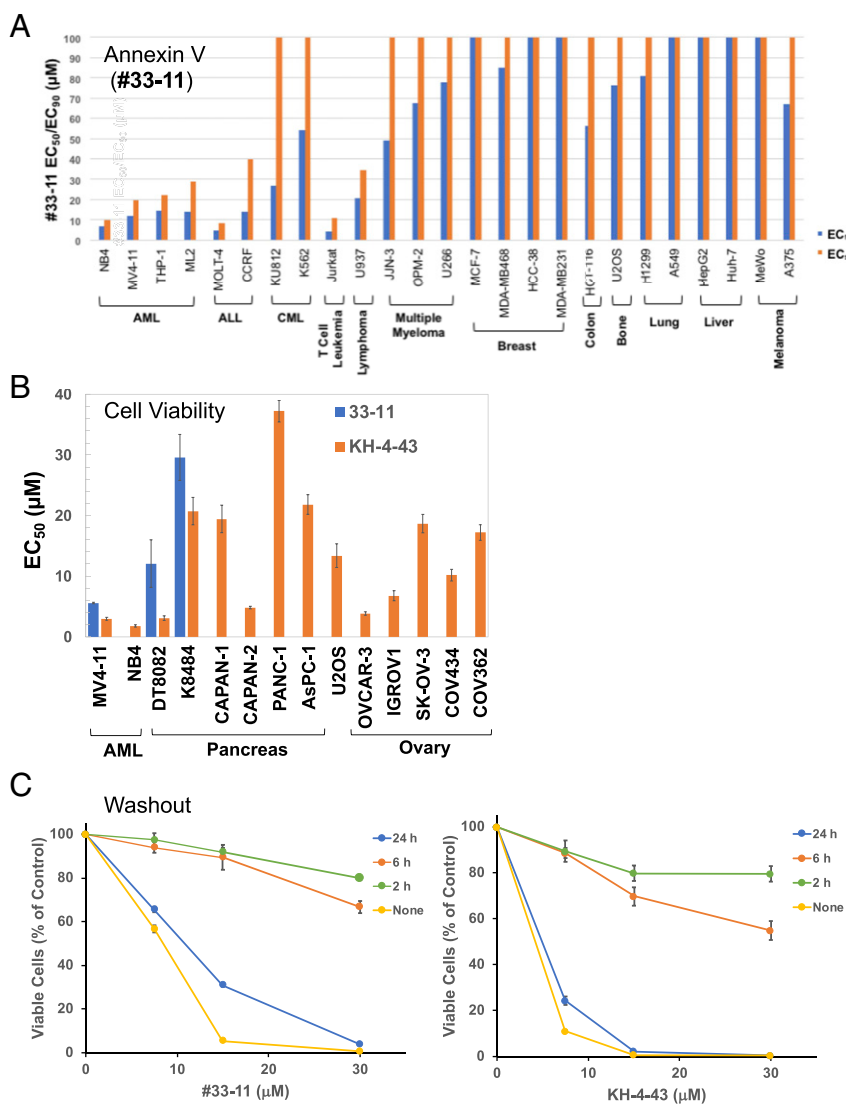 A
Annexin V
(#33-11)
#33-11 EC50/EC90 (µM)
100
90
80
70
60
50
40
30
20
10
0
NB4
MV4-11
THP-1
ML2
MOLT-4
CCRF
KU812
K562
Jurkat
U937
JJN-3
OPM-2
U266
MCF-7
MDA-MB468
HCC-38
MDA-MB231
HCT-116
U2OS
H1299
A549
HepG2
Huh-7
MeWo
A375
EC
EC
AML
ALL
CML
T Cell
Leukemia
Lymphoma
Multiple
Myeloma
Breast
Colon
Bone
Lung
Liver
Melanoma
B
Cell Viability
33-11
KH-4-43
EC50 (µM)
40
30
20
10
0
MV4-11
NB4
DT8082
K8484
CAPAN-1
CAPAN-2
PANC-1
AsPC-1
U2OS
OVCAR-3
IGROV1
SK-OV-3
COV434
COV362
AML
Pancreas
Ovary
C
Washout
Viable Cells (% of Control)
100
80
60
40
20
0
0
10
20
30
#33-11 (µM)
24 h
6 h
2 h
None
Viable Cells (% of Control)
100
80
60
40
20
0
0
10
20
30
KH-4-43 (µM)
24 h
6 h
2 h
None